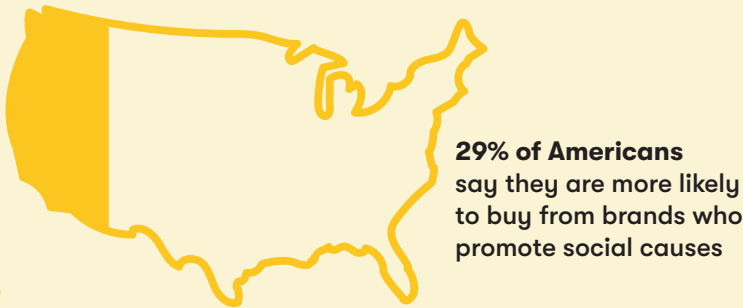 29% of Americans
say they are more likely
to buy from brands who
promote social causes